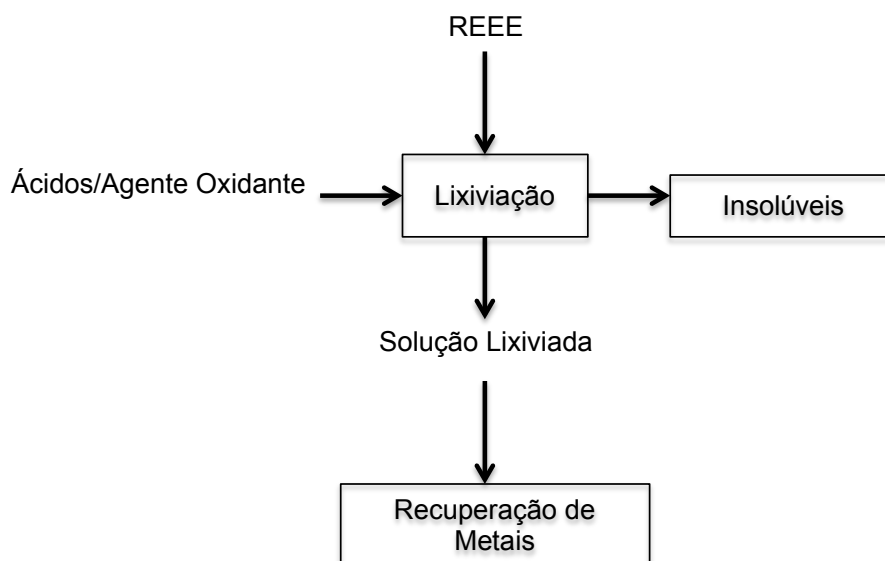 REEE
Ácidos/Agente Oxidante
Lixiviação
Insolúveis
Solução Lixiviada
Recuperação de
Metais